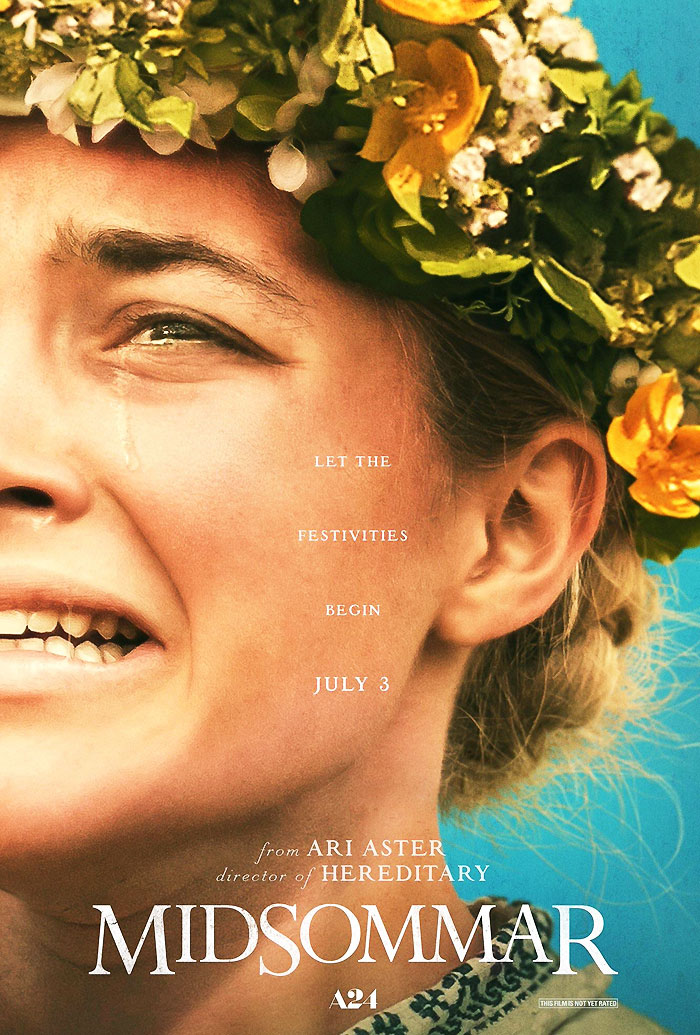 LET THE
FESTIVITIES
BEGIN
JULY 3
from ARI ASTER
director of HEREDITARY
MIDSOMMAR
A24
THIS FILM IS NOT YET RATED